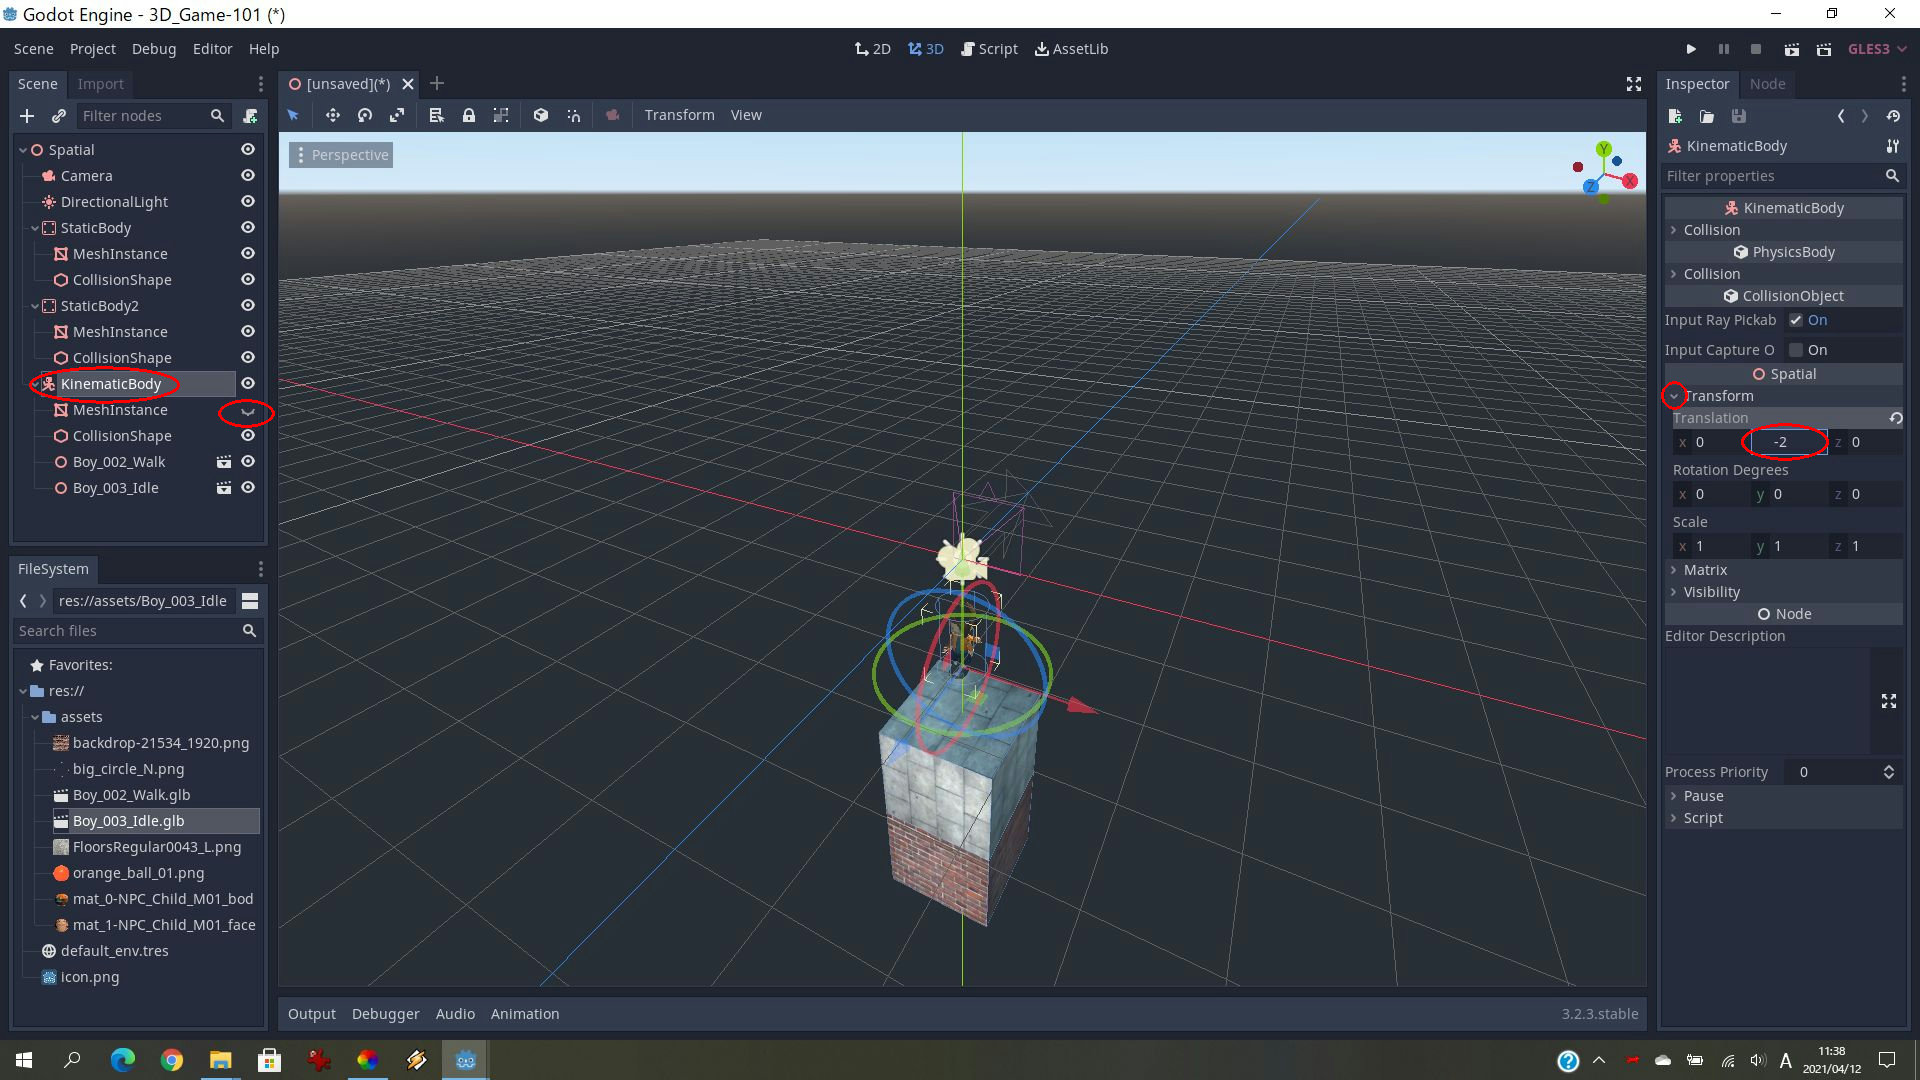 Godot Engine - 3D_Game-101 (*)
Scene Project Debug Editor Help
2D 3D Script AssetLib
GLES3
Scene Import
[unsaved](*)
Inspector Node
Filter nodes
Transform View
KinematicBody
Filter properties
Perspective
Y
X
Z
Spatial
Camera
DirectionalLight
StaticBody
MeshInstance
CollisionShape
StaticBody2
MeshInstance
CollisionShape
KinematicBody
MeshInstance
CollisionShape
Boy_002_Walk
Boy_003_Idle
KinematicBody
Collision
PhysicsBody
Collision
CollisionObject
Input Ray Pickab On
Input Capture O On
Spatial
Transform
Translation
x 0 -2 z 0
Rotation Degrees
x 0 y 0 z 0
Scale
x 1 y 1 z 1
Matrix
Visibility
Node
Editor Description
Process Priority 0
Pause
Script
FileSystem
res://assets/Boy_003_Idle
Search files
Favorites:
res://
assets
backdrop-21534_1920.png
big_circle_N.png
Boy_002_Walk.glb
Boy_003_Idle.glb
FloorsRegular0043_L.png
orange_ball_01.png
mat_0-NPC_Child_M01_bod
mat_1-NPC_Child_M01_face
default_env.tres
icon.png
Output Debugger Audio Animation
3.2.3.stable
A
11:38
2021/04/12